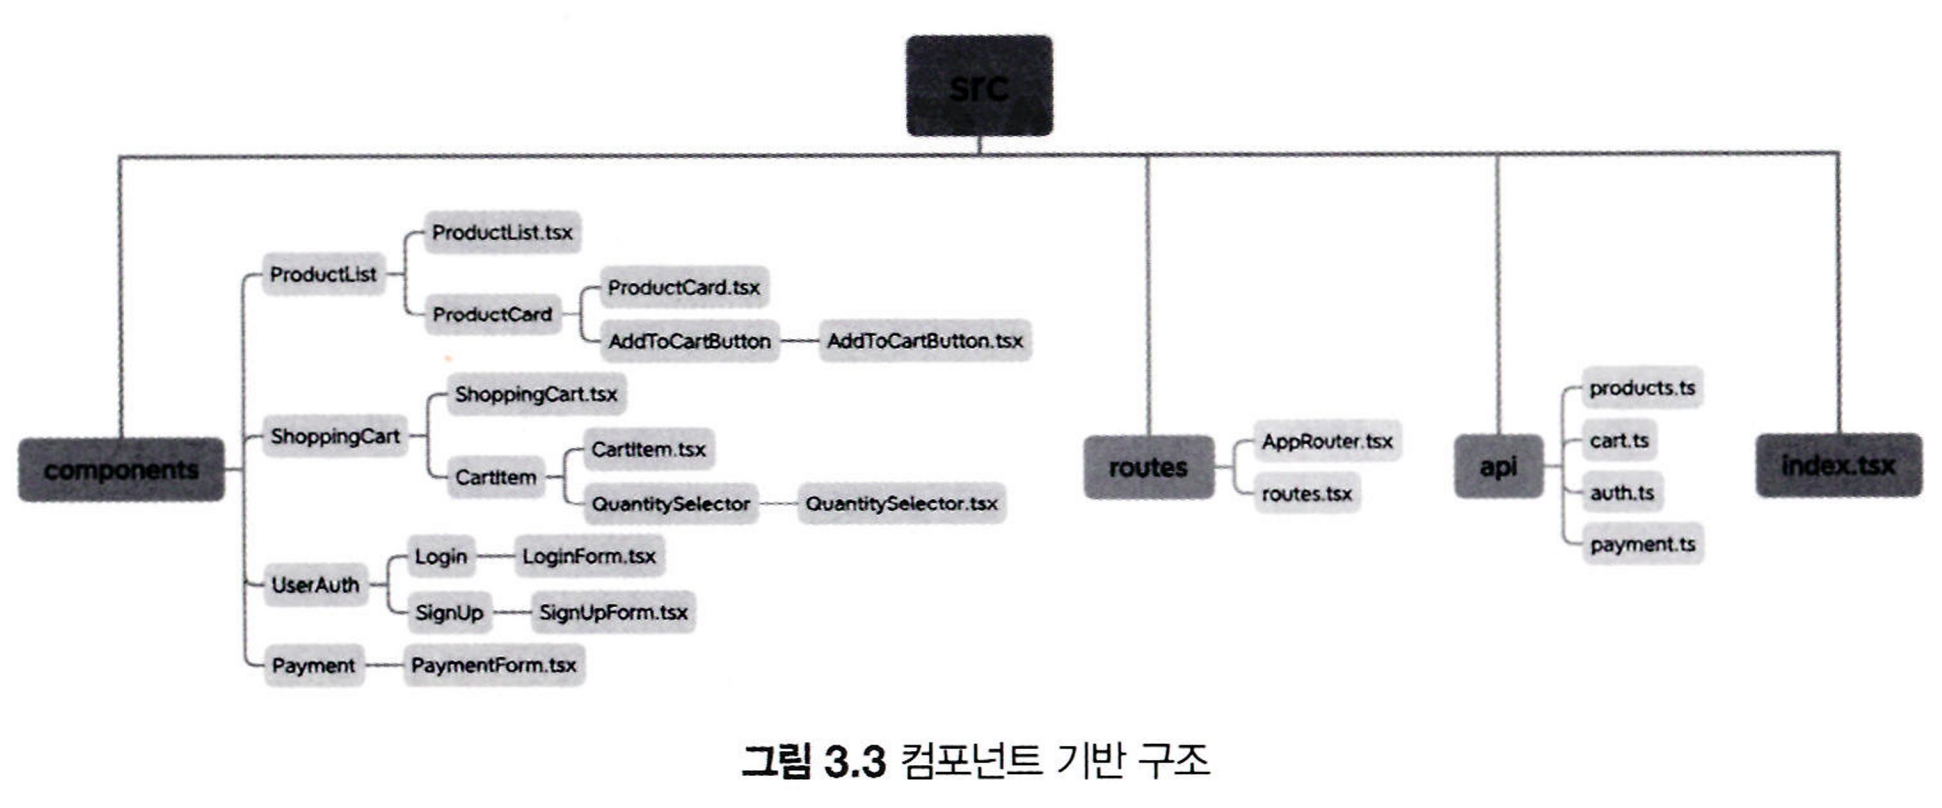 src
ProductList.tsx
ProductList
ProductCard.tsx
ProductCard
AddToCartButton
AddToCartButton.tsx
ShoppingCart.tsx
ShoppingCart
CartItem.tsx
CartItem
QuantitySelector
QuantitySelector.tsx
components
Login
LoginForm.tsx
UserAuth
SignUp
SignUpForm.tsx
Payment
PaymentForm.tsx
routes
AppRouter.tsx
routes.tsx
api
products.ts
cart.ts
auth.ts
payment.ts
index.tsx
그림 3.3 컴포넌트 기반 구조